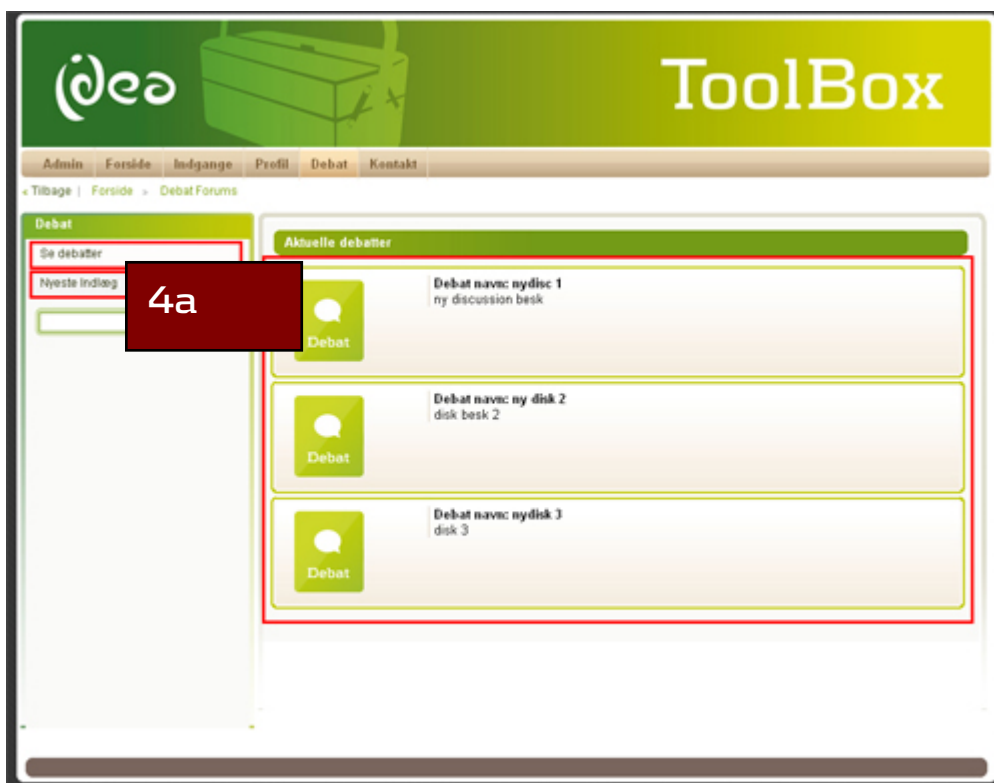 idea
ToolBox
Admin Forside Indgange Profil Debat Kontakt
« Tilbage | Forside » Debat Forums
Debat
Se debatter
Nyeste Indlæg
4a
Aktuelle debatter
Debat navn: nydisc 1
ny discussion besk
Debat
Debat navn: ny disk 2
disk besk 2
Debat
Debat navn: nydisk 3
disk 3
Debat